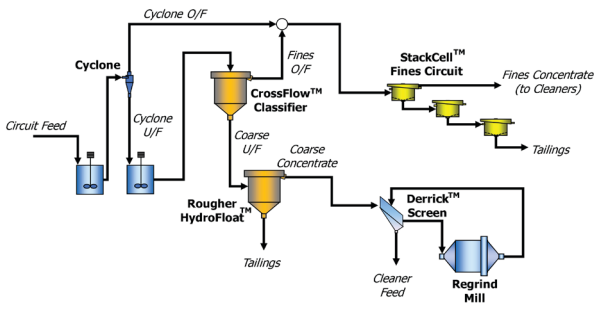 Cyclone O/F
Cyclone
Fines
O/F
StackCell™
Fines Circuit
Fines Concentrate
(to Cleaners)
CrossFlow™
Classifier
Circuit Feed
Cyclone
U/F
Coarse
U/F
Coarse
Concentrate
Tailings
Rougher
HydroFloat™
Derrick™
Screen
Tailings
Cleaner
Feed
Regrind
Mill